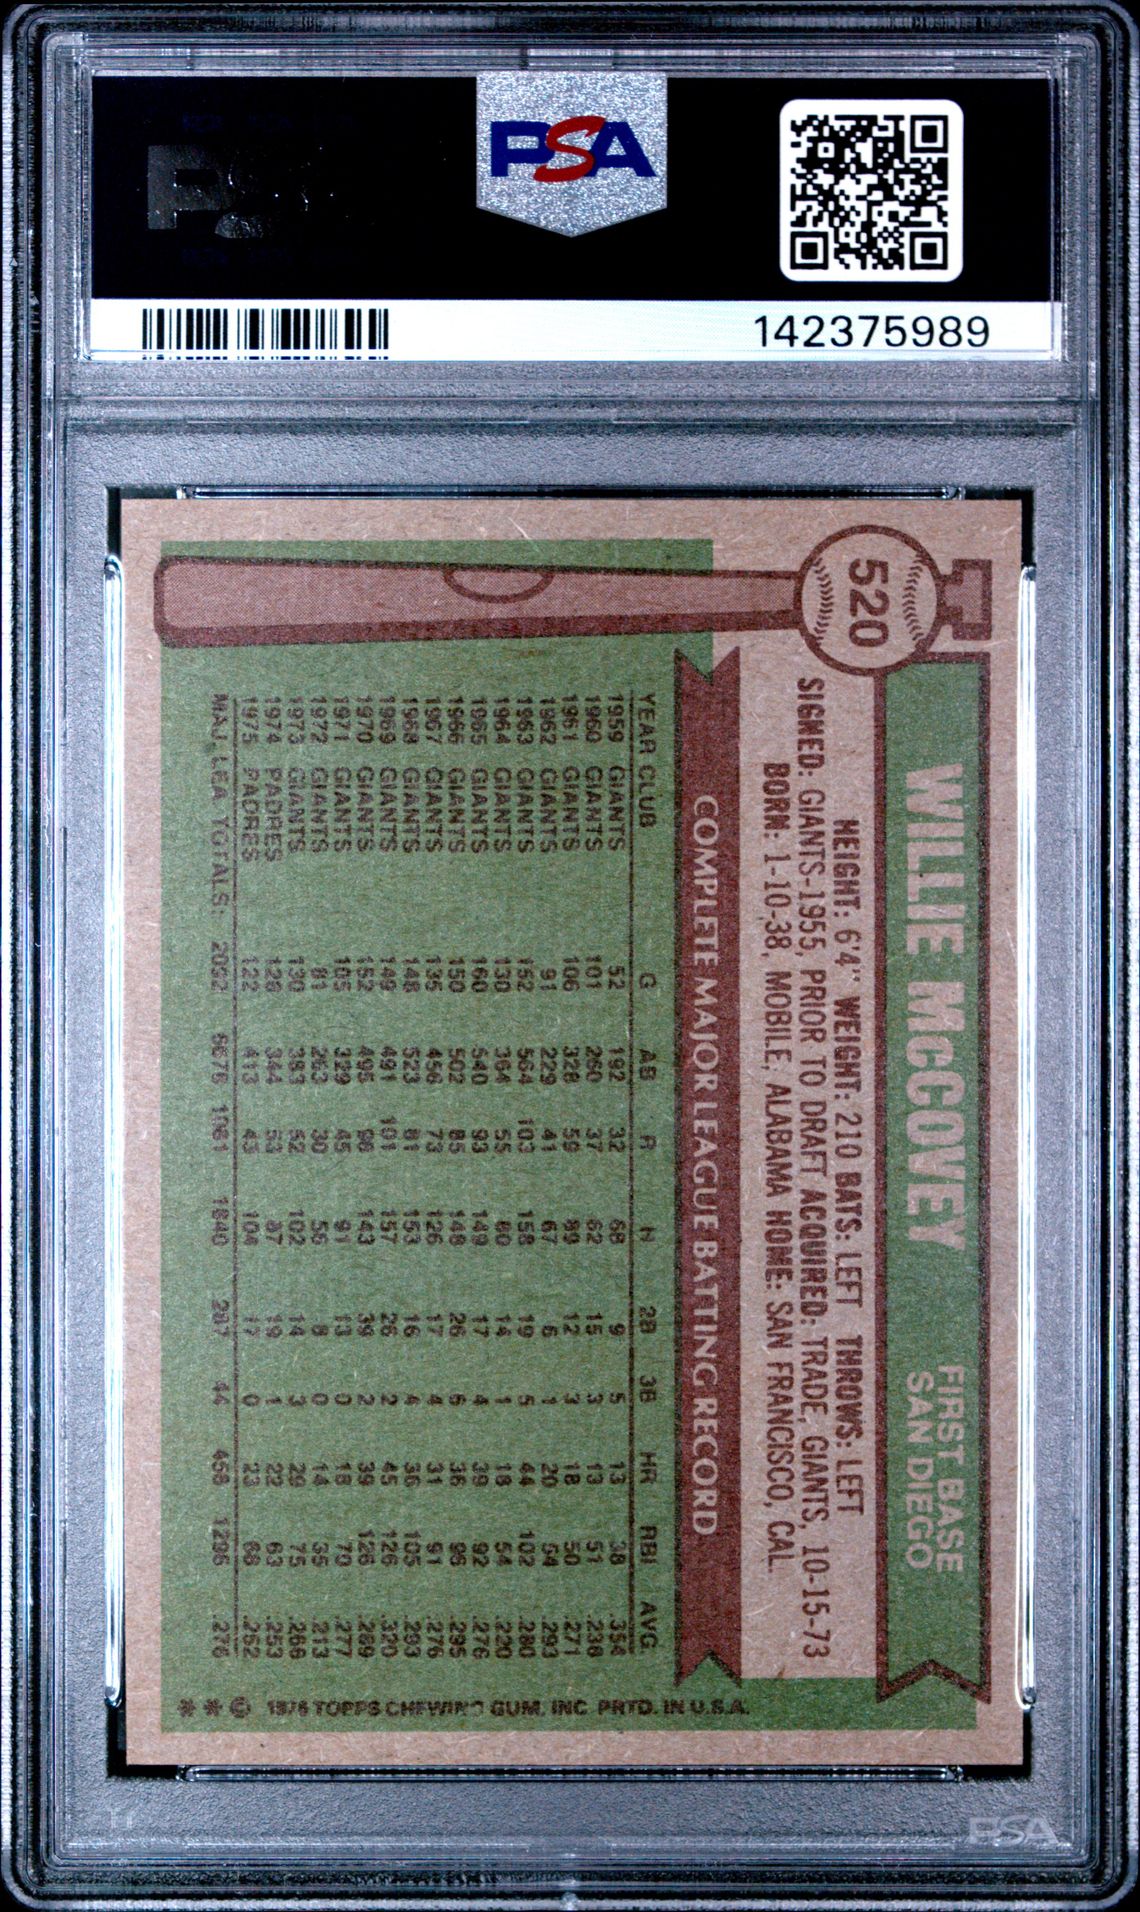 PSA
142375989
520
WILLIE McCOVEY
FIRST BASE
SAN DIEGO
HEIGHT: 6'4" WEIGHT: 210 BATS: LEFT THROWS: LEFT
SIGNED: GIANTS-1955, PRIOR TO DRAFT ACQUIRED: TRADE, GIANTS, 10-15-73
BORN: 1-10-38, MOBILE, ALABAMA HOME: SAN FRANCISCO, CAL.
COMPLETE MAJOR LEAGUE BATTING RECORD
YEAR CLUB G AB R H 2B 3B HR RBI AVG.
1959 GIANTS 52 192 32 68 9 5 13 38 .354
1960 GIANTS 101 260 37 62 15 3 13 51 .238
1961 GIANTS 106 328 59 89 12 3 18 50 .271
1962 GIANTS 91 229 41 67 6 1 20 54 .293
1963 GIANTS 152 564 103 158 19 5 44 102 .280
1964 GIANTS 130 364 55 80 14 1 18 54 .220
1965 GIANTS 160 540 93 149 17 4 39 92 .276
1966 GIANTS 150 502 85 148 26 6 36 96 .295
1967 GIANTS 135 456 73 126 17 4 31 91 .276
1968 GIANTS 148 523 81 153 16 4 36 105 .293
1969 GIANTS 149 491 101 157 26 2 45 126 .320
1970 GIANTS 152 495 98 143 39 2 39 126 .289
1971 GIANTS 105 329 45 91 13 0 18 70 .277
1972 GIANTS 81 263 30 56 8 0 14 35 .213
1973 GIANTS 130 383 52 102 14 3 29 75 .266
1974 PADRES 128 344 53 87 19 1 22 63 .253
1975 PADRES 122 413 43 104 17 0 23 68 .252
MAJ. LEA. TOTALS: 2092 6676 1081 1840 287 44 458 1296 .276
* * © 1976 TOPPS CHEWING GUM, INC. PRTD. IN U.S.A.
PSA